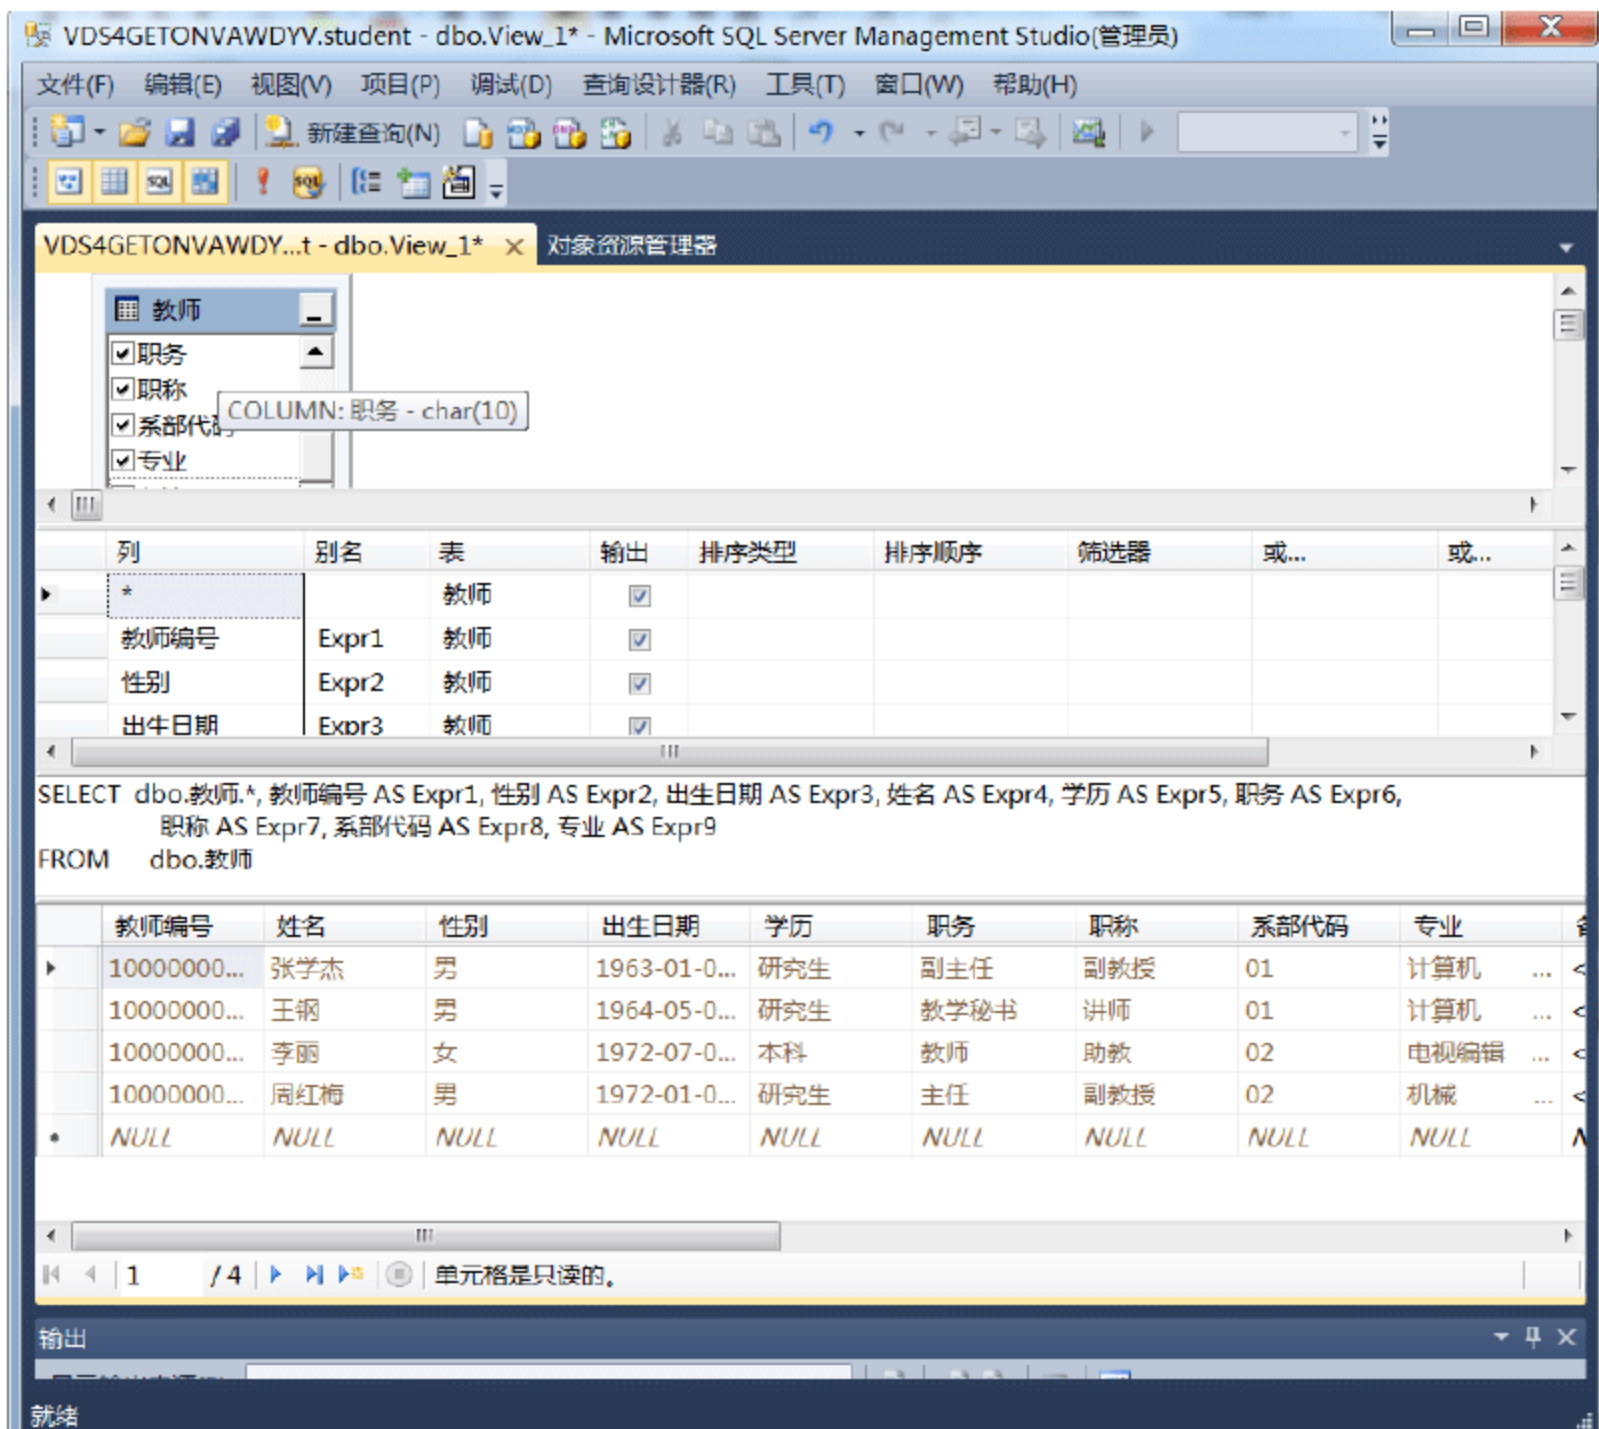 VDS4GETONVAWDYV.student - dbo.View_1* - Microsoft SQL Server Management Studio(管理员)
文件(F) 编辑(E) 视图(V) 项目(P) 调试(D) 查询设计器(R) 工具(T) 窗口(W) 帮助(H)
新建查询(N)
SQL SQL
VDS4GETONVAWDY...t - dbo.View_1* 对象资源管理器
教师
职务
职称
COLUMN: 职务 - char(10)
系部代码
专业
列 别名 表 输出 排序类型 排序顺序 筛选器 或... 或...
* 教师
教师编号 Expr1 教师
性别 Expr2 教师
出生日期 Expr3 教师
SELECT dbo.教师.*, 教师编号 AS Expr1, 性别 AS Expr2, 出生日期 AS Expr3, 姓名 AS Expr4, 学历 AS Expr5, 职务 AS Expr6,
职称 AS Expr7, 系部代码 AS Expr8, 专业 AS Expr9
FROM dbo.教师
教师编号 姓名 性别 出生日期 学历 职务 职称 系部代码 专业
10000000... 张学杰 男 1963-01-0... 研究生 副主任 副教授 01 计算机 ... <
10000000... 王钢 男 1964-05-0... 研究生 教学秘书 讲师 01 计算机 ... <
10000000... 李丽 女 1972-07-0... 本科 教师 助教 02 电视编辑 ... <
10000000... 周红梅 男 1972-01-0... 研究生 主任 副教授 02 机械 ... <
NULL NULL NULL NULL NULL NULL NULL NULL NULL N
1 / 4 单元格是只读的。
输出
就绪